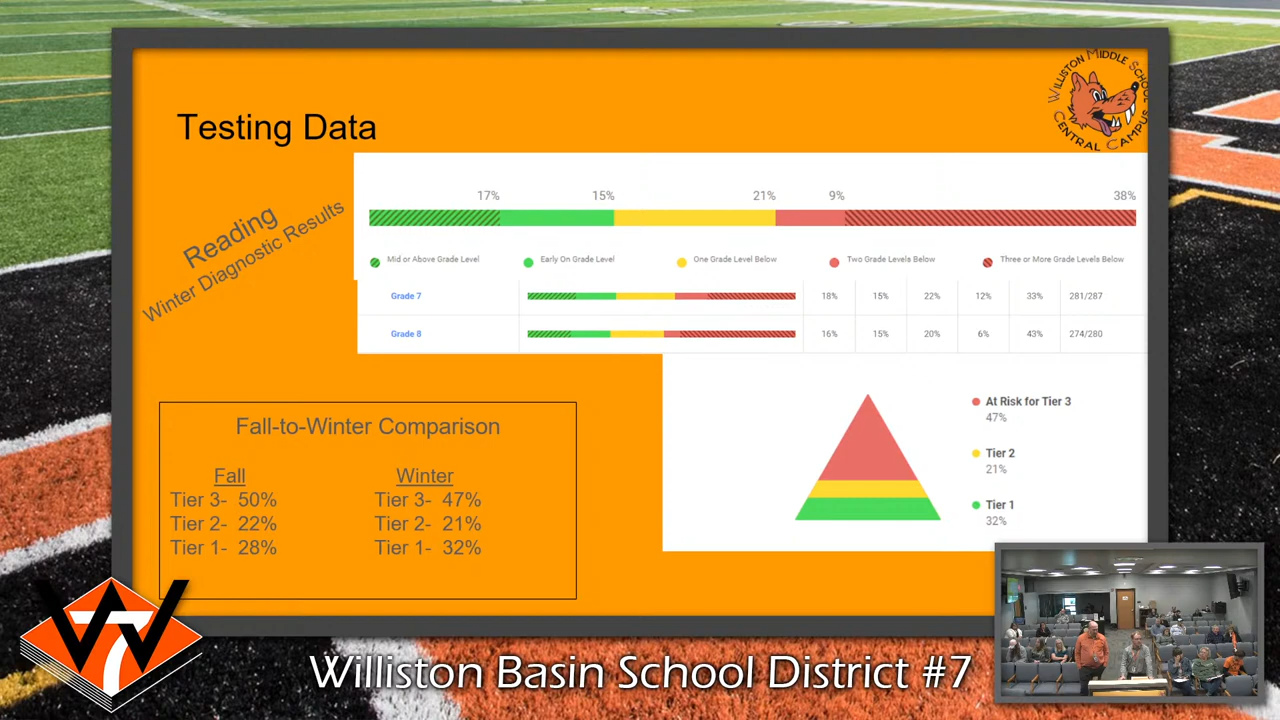 Testing Data
WILLISTON MIDDLE SCHOOL
CENTRAL CAMPUS
Reading
Winter Diagnostic Results
17% 15% 21% 9% 38%
Mid or Above Grade Level Early On Grade Level One Grade Level Below Two Grade Levels Below Three or More Grade Levels Below
Grade 7 18% 15% 22% 12% 33% 281/287
Grade 8 16% 15% 20% 6% 43% 274/280
At Risk for Tier 3
47%
Tier 2
21%
Tier 1
32%
Fall-to-Winter Comparison
Fall Winter
Tier 3- 50% Tier 3- 47%
Tier 2- 22% Tier 2- 21%
Tier 1- 28% Tier 1- 32%
W7
Williston Basin School District #7